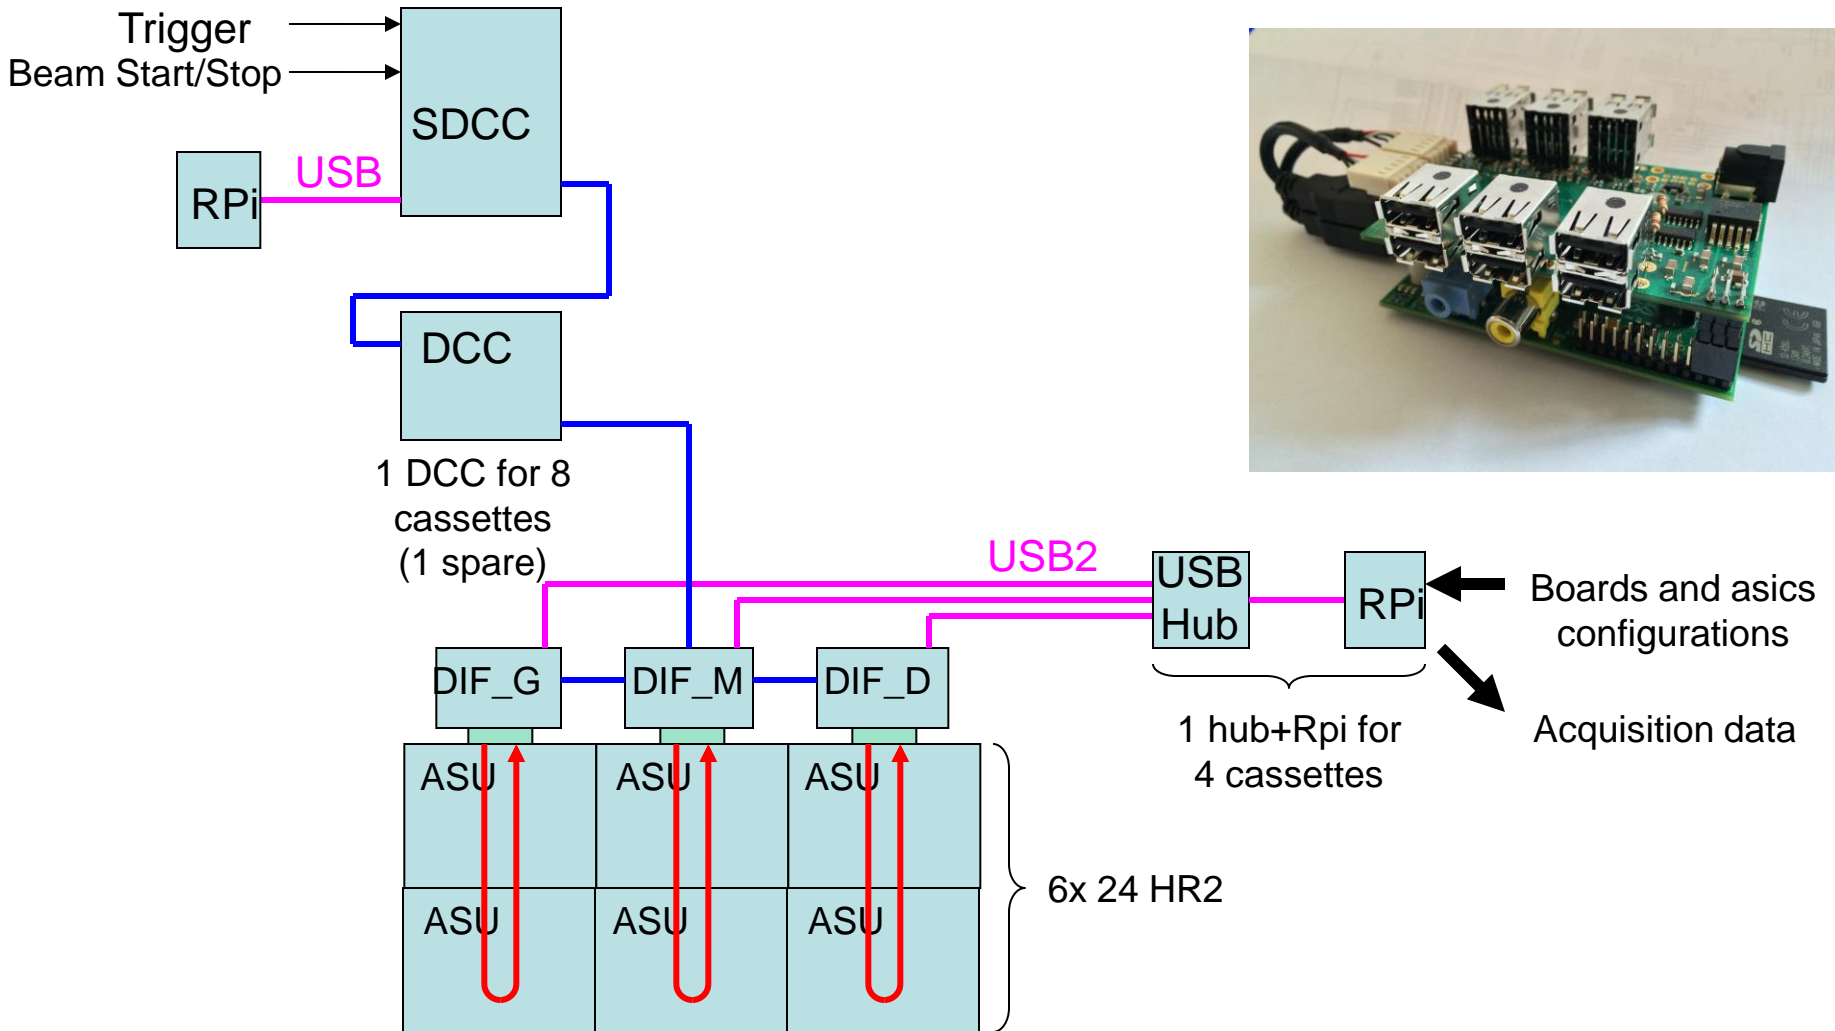 Trigger
Beam Start/Stop
SDCC
USB
RPi
DCC
1 DCC for 8
cassettes
(1 spare)
USB2
USB
Hub
RPi
Boards and asics
configurations
DIF_G
DIF_M
DIF_D
1 hub+Rpi for
4 cassettes
Acquisition data
ASU
ASU
ASU
6x 24 HR2
ASU
ASU
ASU